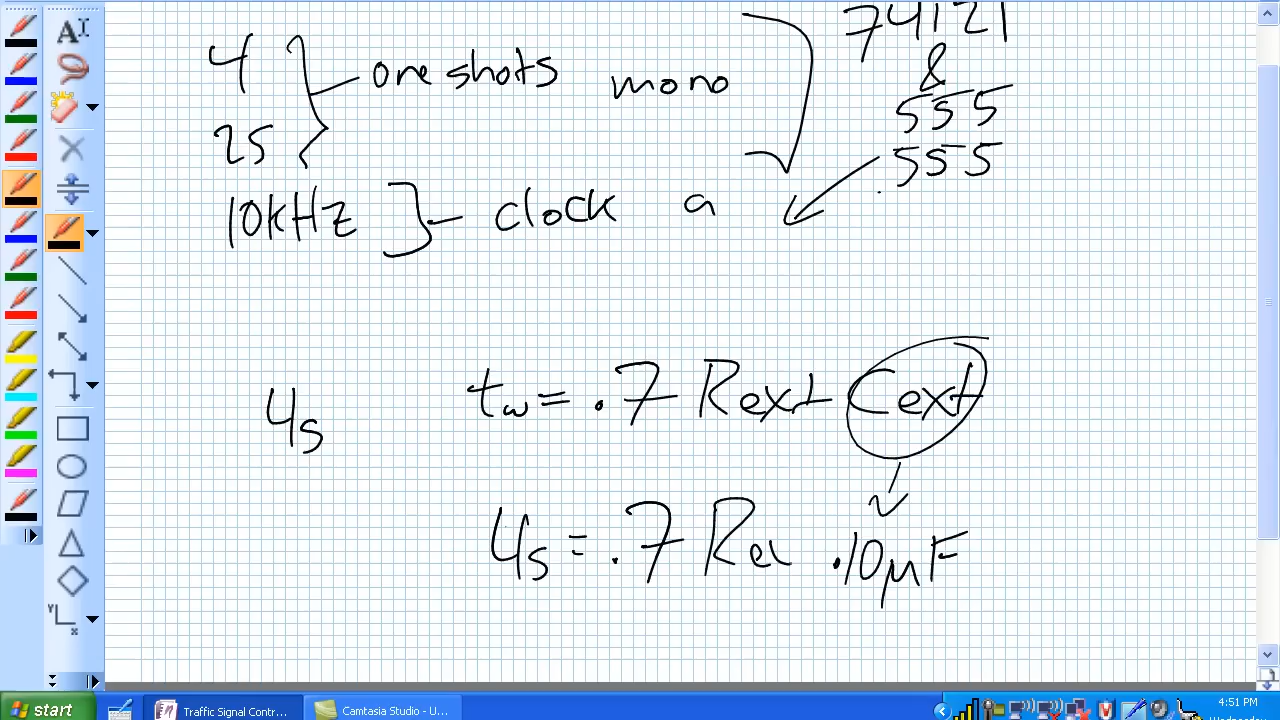 74121
&
4
one shots mono
555
25
555
10kHz
clock a
4s
tw = .7 Rext Cext
4s = .7 Rex .10µF
start
Traffic Signal Contr...
Camtasia Studio - U...
4:51 PM